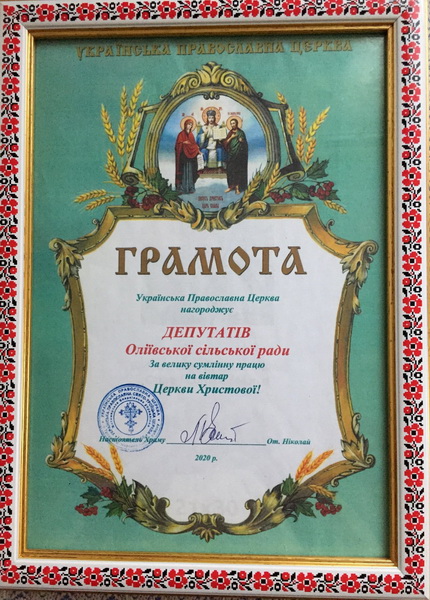 УКРАЇНСЬКА ПРАВОСЛАВНА ЦЕРКВА
ГРАМОТА
Українська Православна Церква
нагороджує
ДЕПУТАТІВ
Оліївської сільської ради
За велику сумлінну працю
на вівтар
Церкви Христової!
Настоятель Храму От. Ніколай
2020 р.